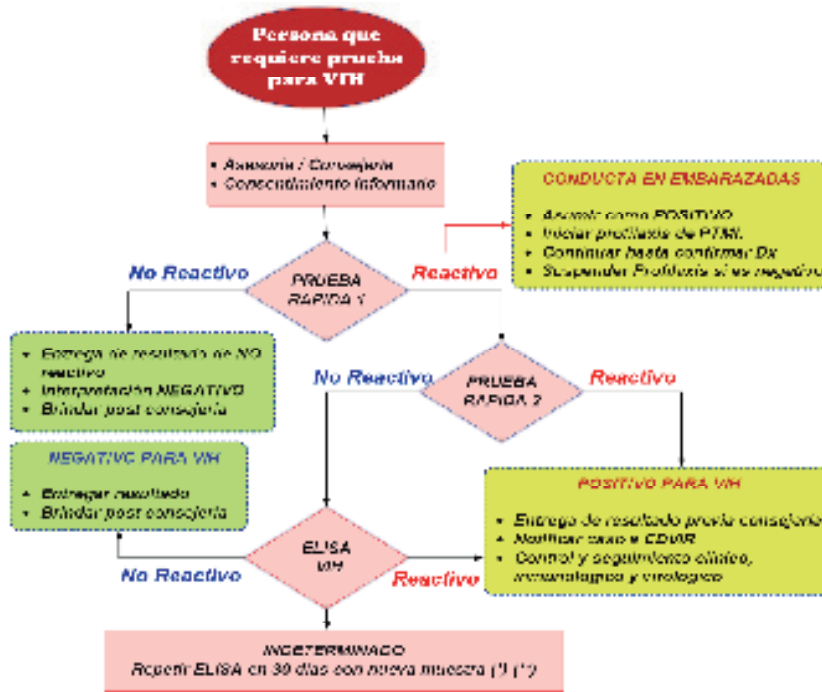 Persona que
requiere prueba
para VIH
• Asesoría / Consejería
• Consentimiento Informado
CONDUCTA EN EMBARAZADAS
• Asumir como POSITIVO
• Iniciar profilaxis de PTMI.
• Continuar hasta confirmar Dx
• Suspender Profilaxis si es negativo
No Reactivo
PRUEBA
RAPIDA 1
Reactivo
• Entrega de resultado de NO
reactivo
• Interpretación NEGATIVO
• Brindar post consejería
No Reactivo
PRUEBA
RAPIDA 2
Reactivo
NEGATIVO PARA VIH
• Entregar resultado
• Brindar post consejería
POSITIVO PARA VIH
• Entrega de resultado previa consejería
• Notificar caso a
• Control y seguimiento clínico,
inmunológico y virológico
No Reactivo
ELISA
VIH
Reactivo
INDETERMINADO
Repetir ELISA en 30 días con nueva muestra